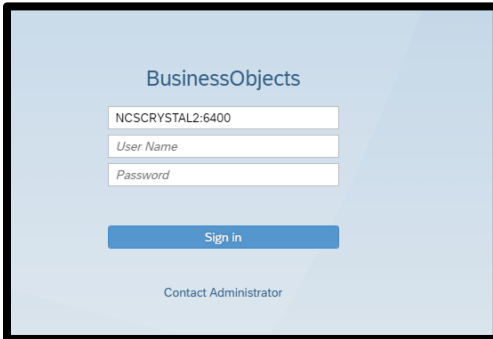 BusinessObjects
NCSCRYSTAL2:6400
User Name
Password
Sign in
Contact Administrator